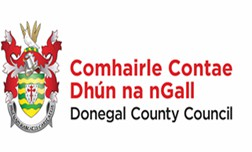 Comhairle Contae
Dhún na nGall
Donegal County Council